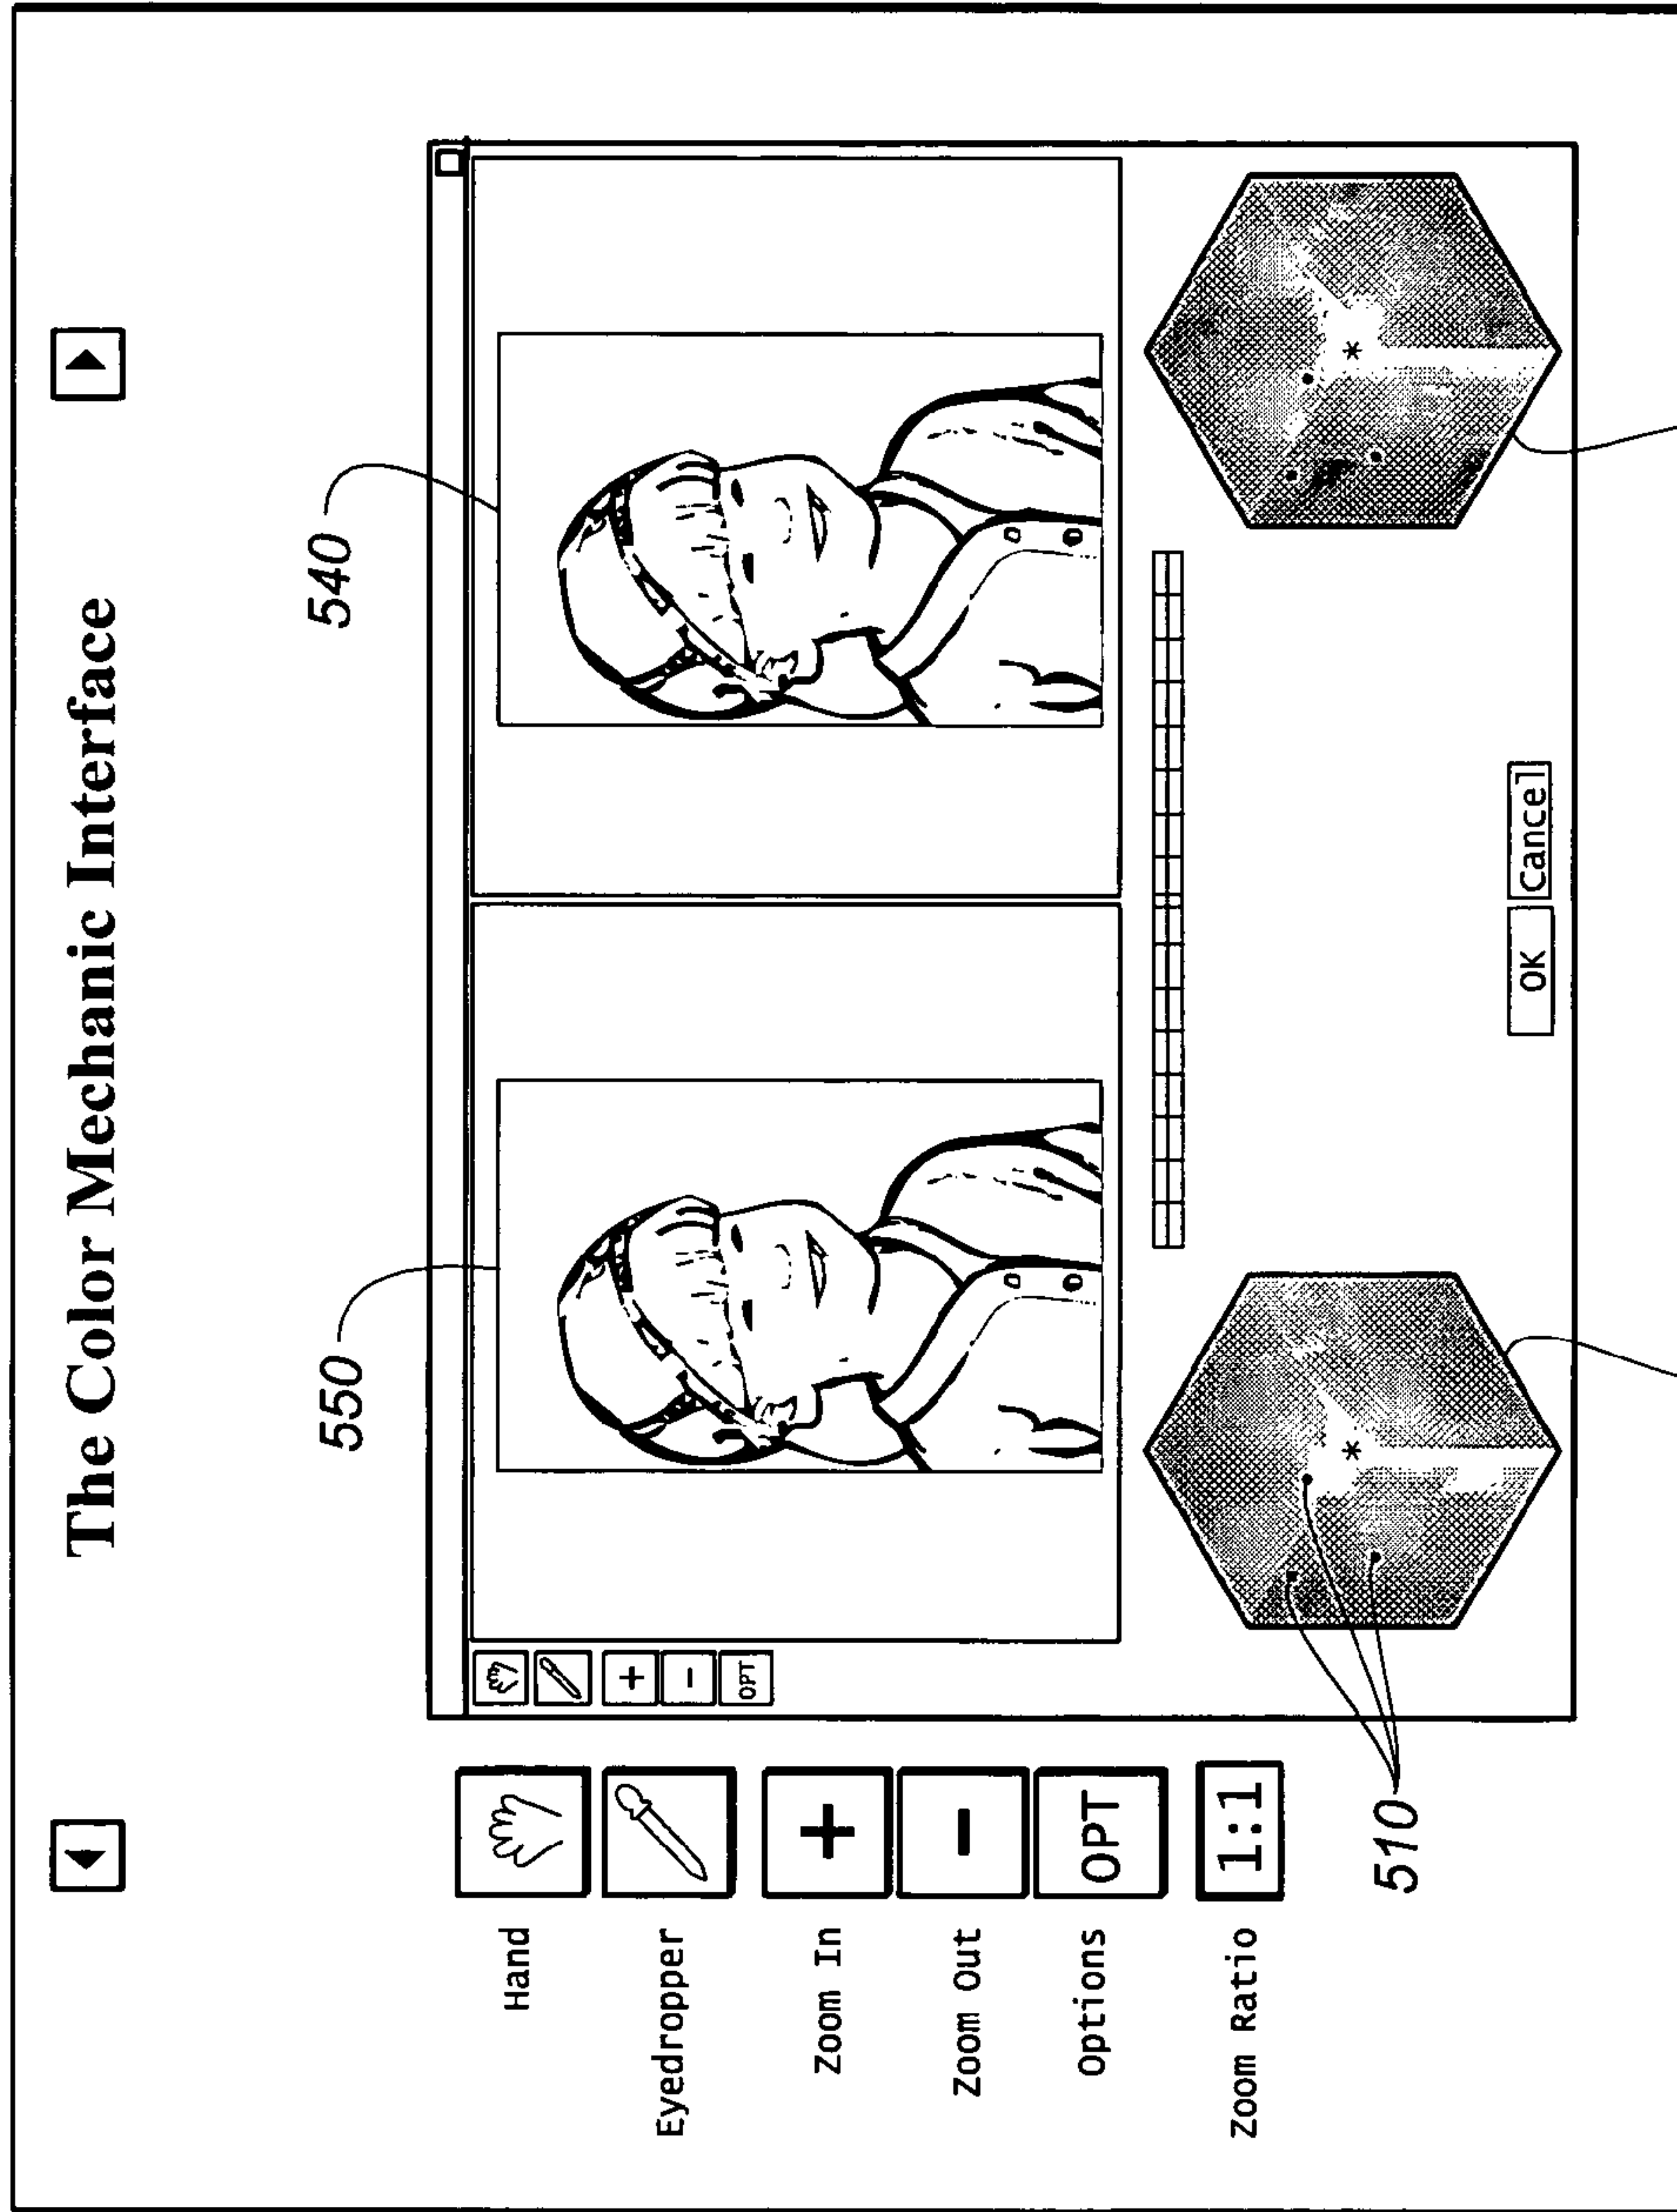 The Color Mechanic Interface
550
540
Hand
Eyedropper
Zoom In
Zoom Out
Options
Zoom Ratio
+
-
OPT
1:1
+
-
OPT
OK
Cancel
510